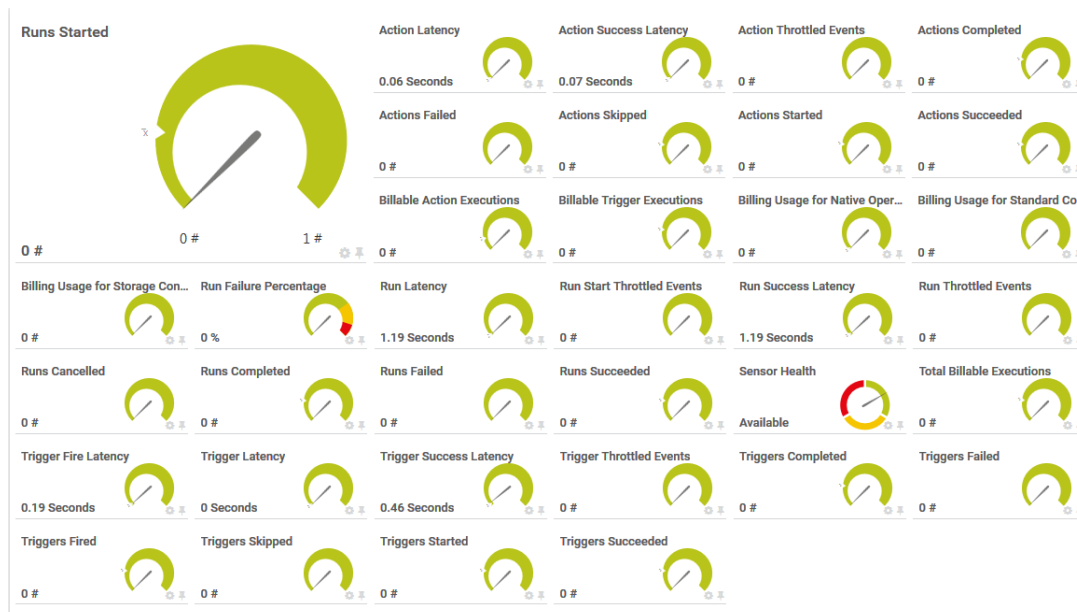 Runs Started
0 #
1 #
0 #
Action Latency
0.06 Seconds
Action Success Latency
0.07 Seconds
Action Throttled Events
0 #
Actions Completed
0 #
Actions Failed
0 #
Actions Skipped
0 #
Actions Started
0 #
Actions Succeeded
0 #
Billable Action Executions
0 #
Billable Trigger Executions
0 #
Billing Usage for Native Oper...
0 #
Billing Usage for Standard Co
0 #
Billing Usage for Storage Con...
0 #
Run Failure Percentage
0 %
Run Latency
1.19 Seconds
Run Start Throttled Events
0 #
Run Success Latency
1.19 Seconds
Run Throttled Events
0 #
Runs Cancelled
0 #
Runs Completed
0 #
Runs Failed
0 #
Runs Succeeded
0 #
Sensor Health
Available
Total Billable Executions
0 #
Trigger Fire Latency
0.19 Seconds
Trigger Latency
0 Seconds
Trigger Success Latency
0.46 Seconds
Trigger Throttled Events
0 #
Triggers Completed
0 #
Triggers Failed
0 #
Triggers Fired
0 #
Triggers Skipped
0 #
Triggers Started
0 #
Triggers Succeeded
0 #